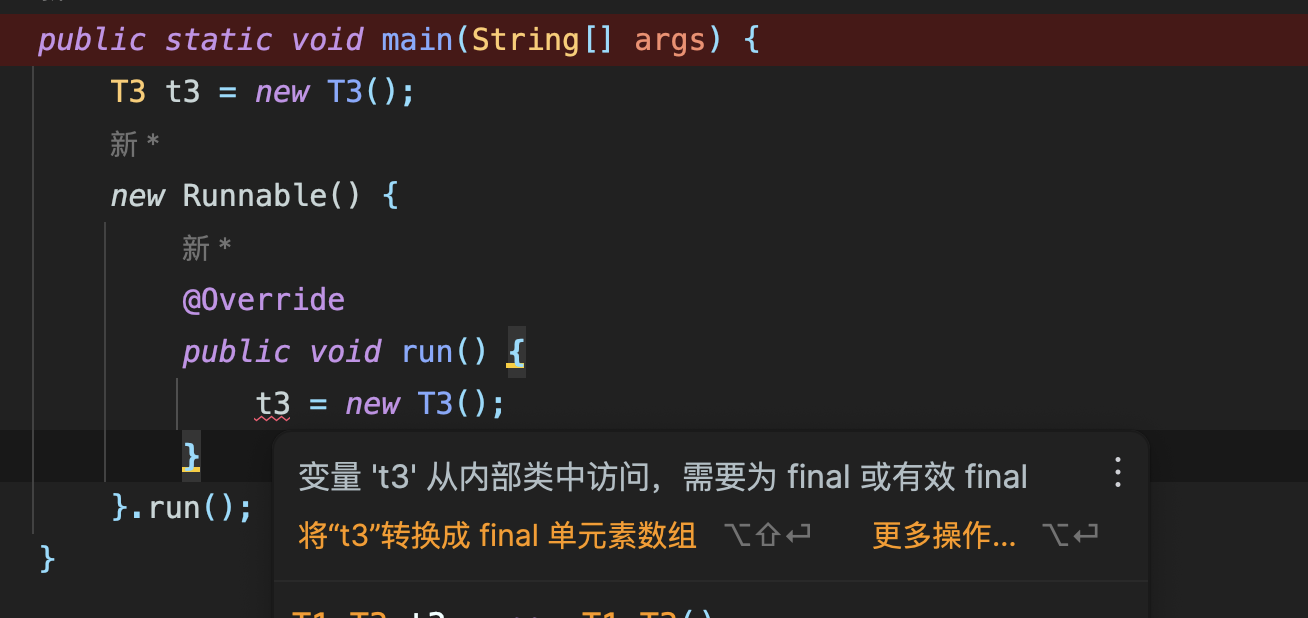 public static void main(String[] args) {
T3 t3 = new T3();
新 *
new Runnable() {
新 *
@Override
public void run() {
t3 = new T3();
}
变量 't3' 从内部类中访问，需要为 final 或有效 final
}.run();
将“t3”转换成 final 单元素数组 ⌥⇧⏎ 更多操作... ⌥⏎
}